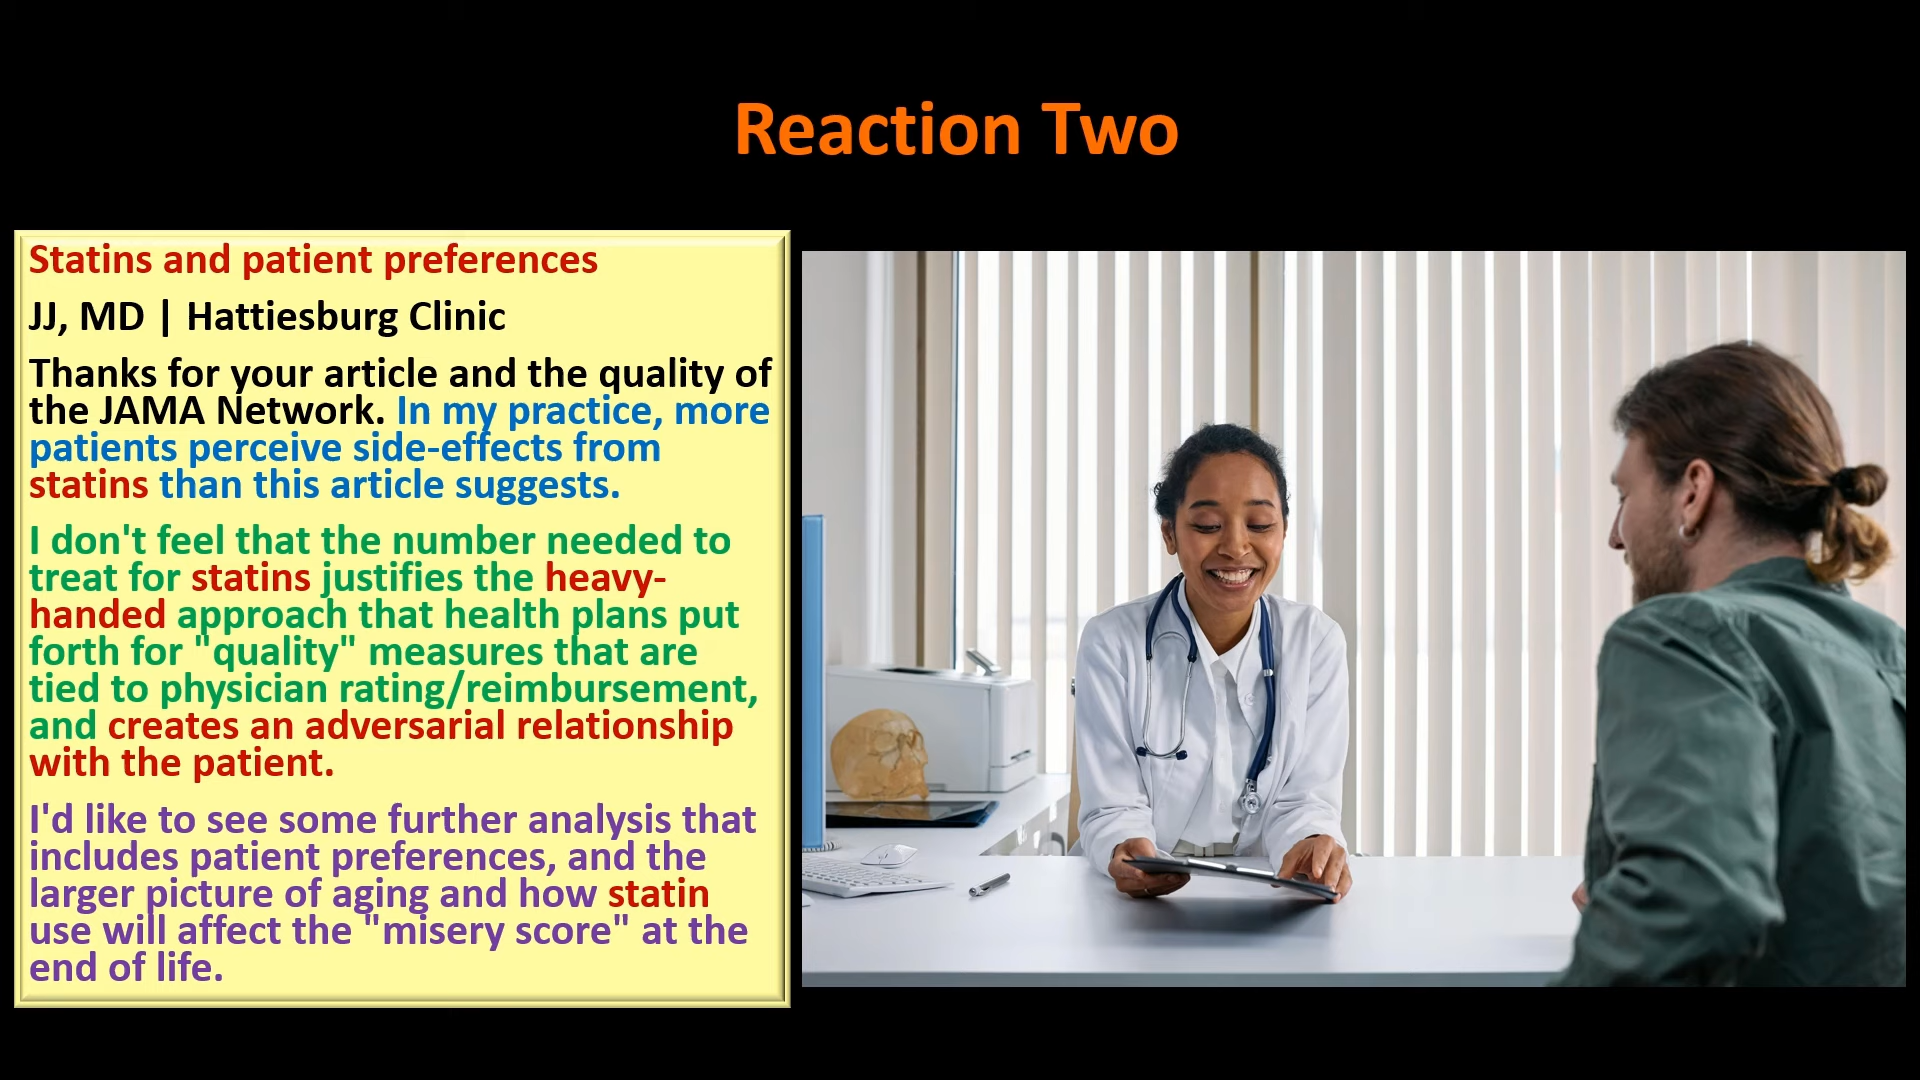 Reaction Two
Statins and patient preferences
JJ, MD | Hattiesburg Clinic
Thanks for your article and the quality of
the JAMA Network. In my practice, more
patients perceive side-effects from
statins than this article suggests.
I don't feel that the number needed to
treat for statins justifies the heavy-
handed approach that health plans put
forth for "quality" measures that are
tied to physician rating/reimbursement,
and creates an adversarial relationship
with the patient.
I'd like to see some further analysis that
includes patient preferences, and the
larger picture of aging and how statin
use will affect the "misery score" at the
end of life.